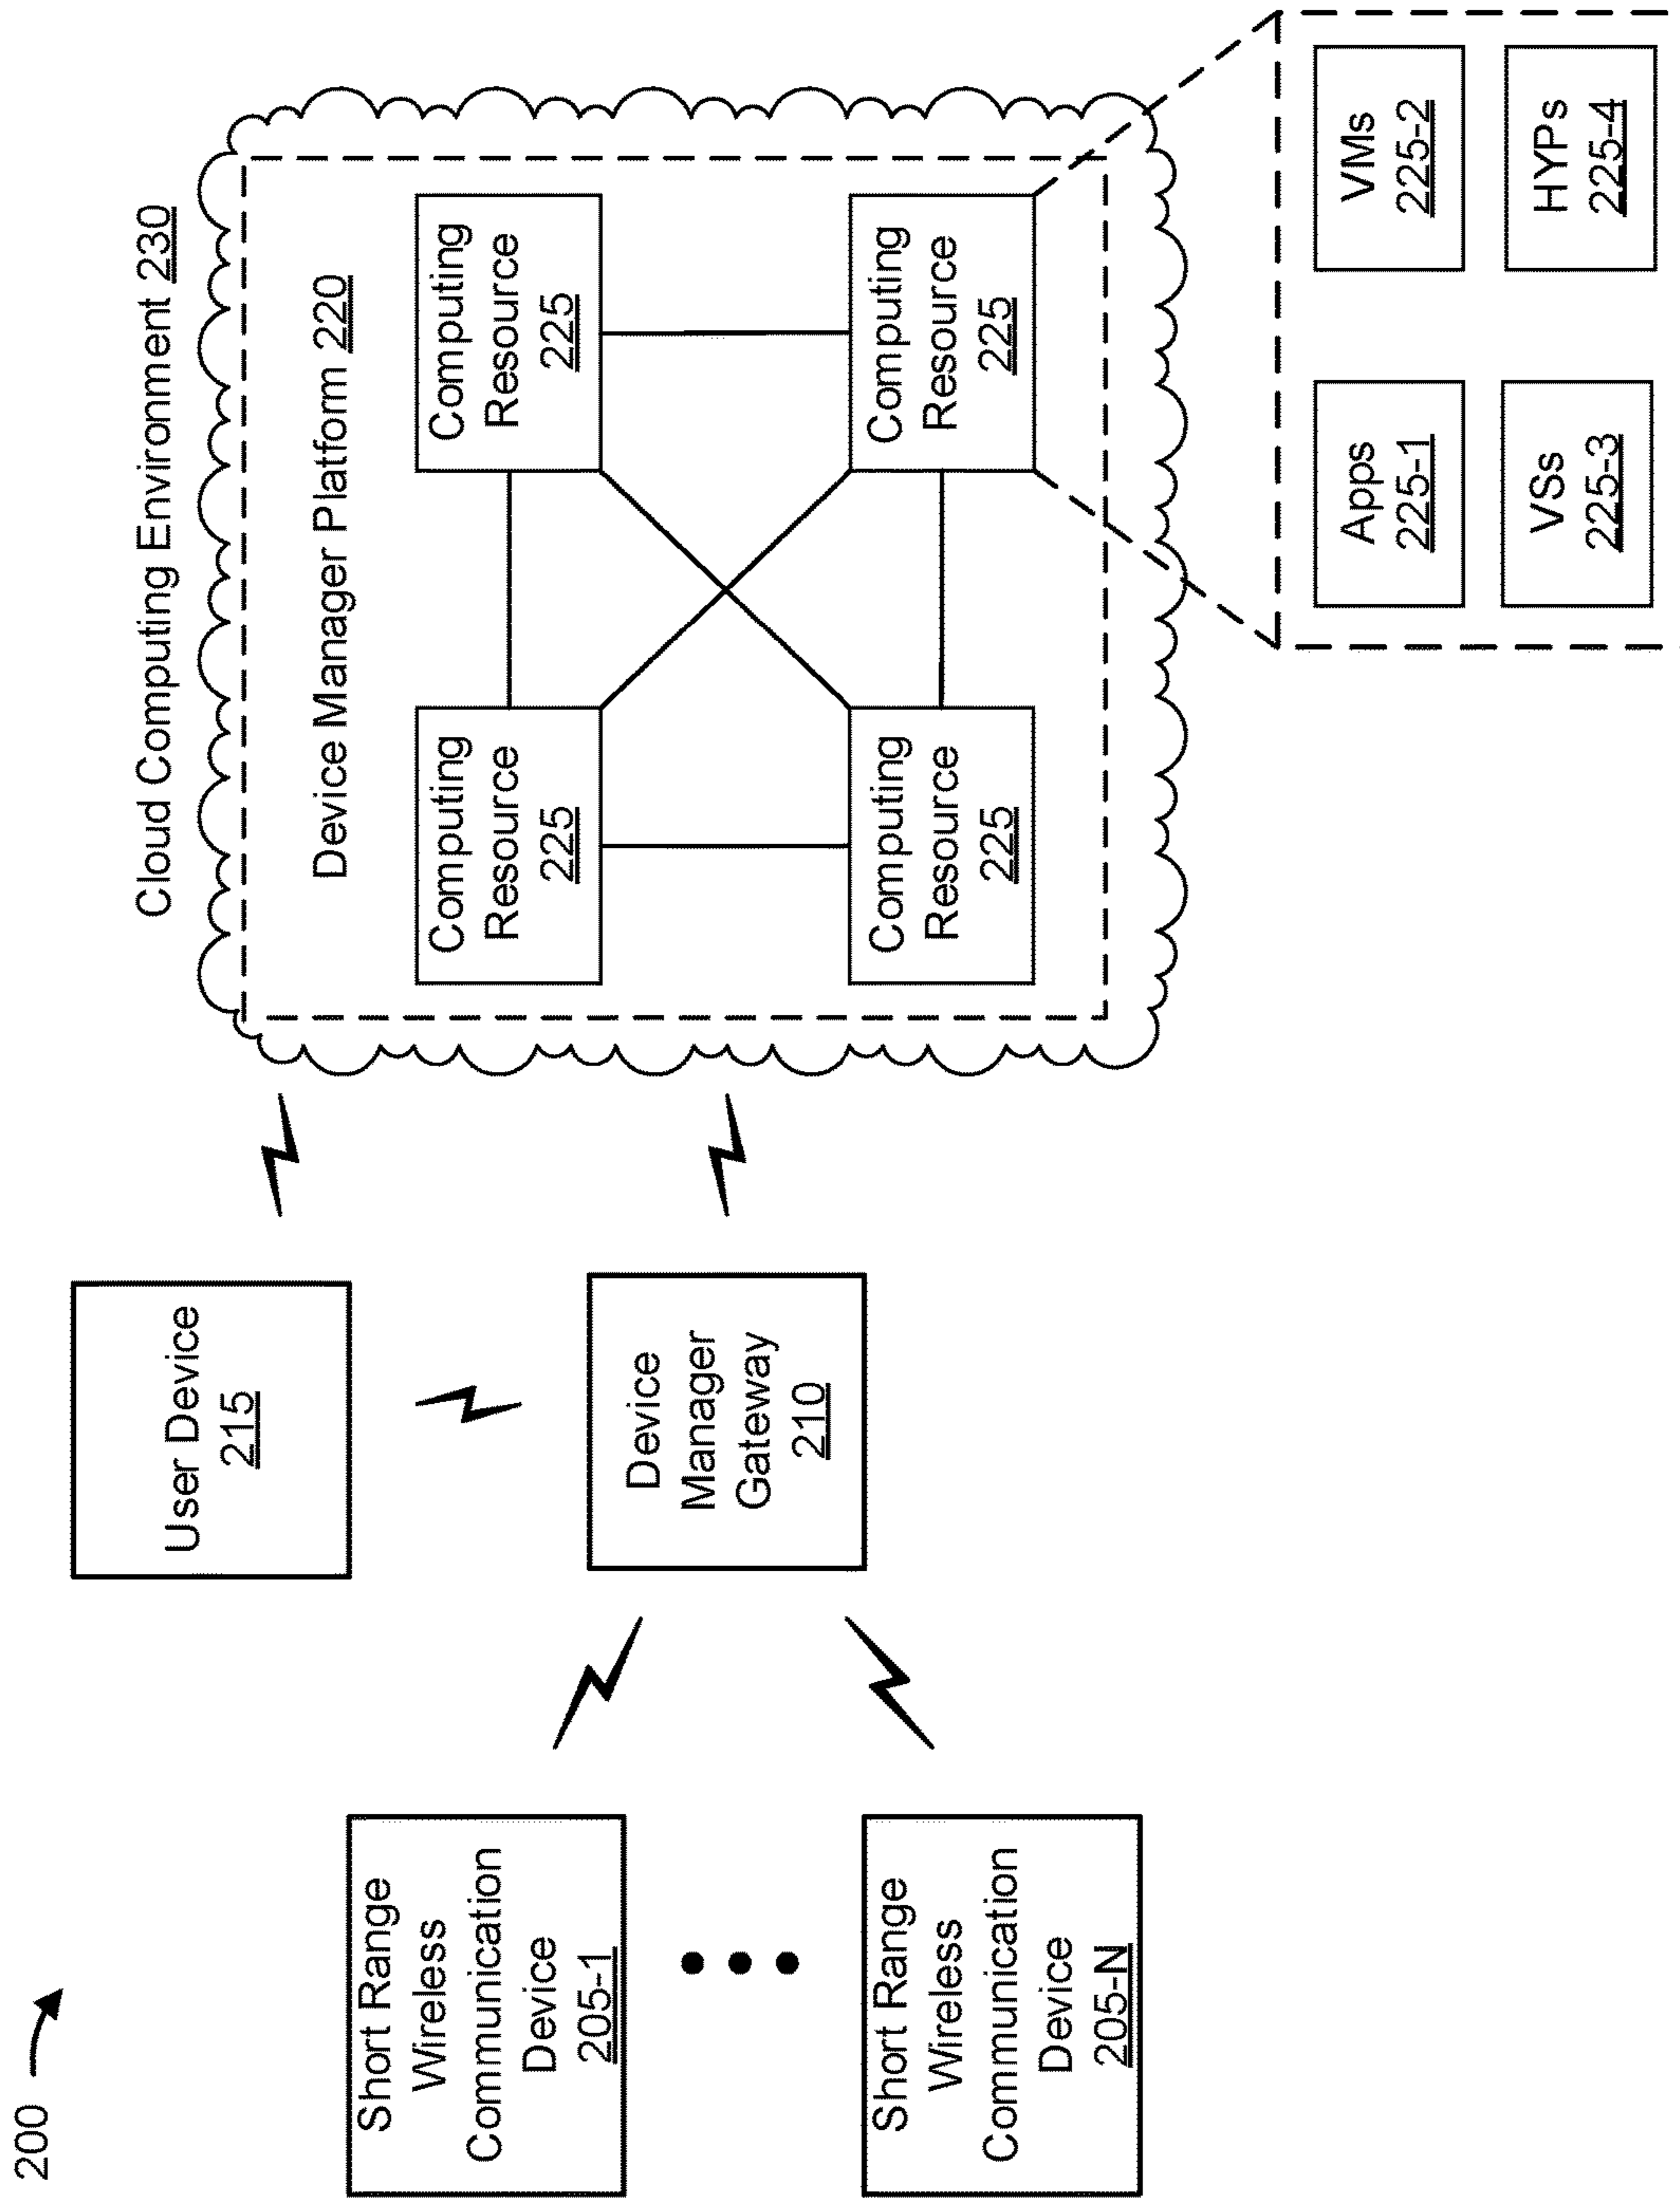 200
Cloud Computing Environment 230
Device Manager Platform 220
User Device
215
Computing
Resource
225
Computing
Resource
225
Short Range
Wireless
Communication
Device
205-1
Device
Manager
Gateway
210
Short Range
Wireless
Communication
Device
205-N
Computing
Resource
225
Computing
Resource
225
Apps
225-1
VMs
225-2
VSs
225-3
HYPs
225-4